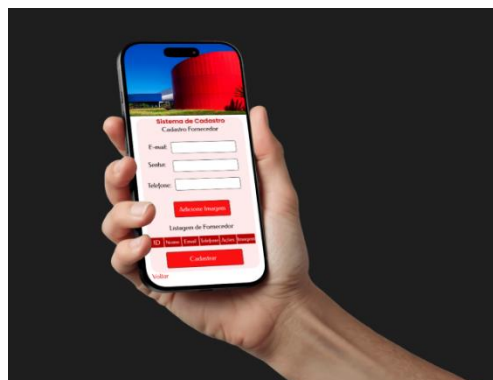 Sistema de Cadastro
Cadastro Fornecedor
E-mail:
Senha:
Telefone:
Adicionar Imagem
Listagem de Fornecedor
ID Nome Email Telefone Ações Imagem
Cadastrar
Voltar